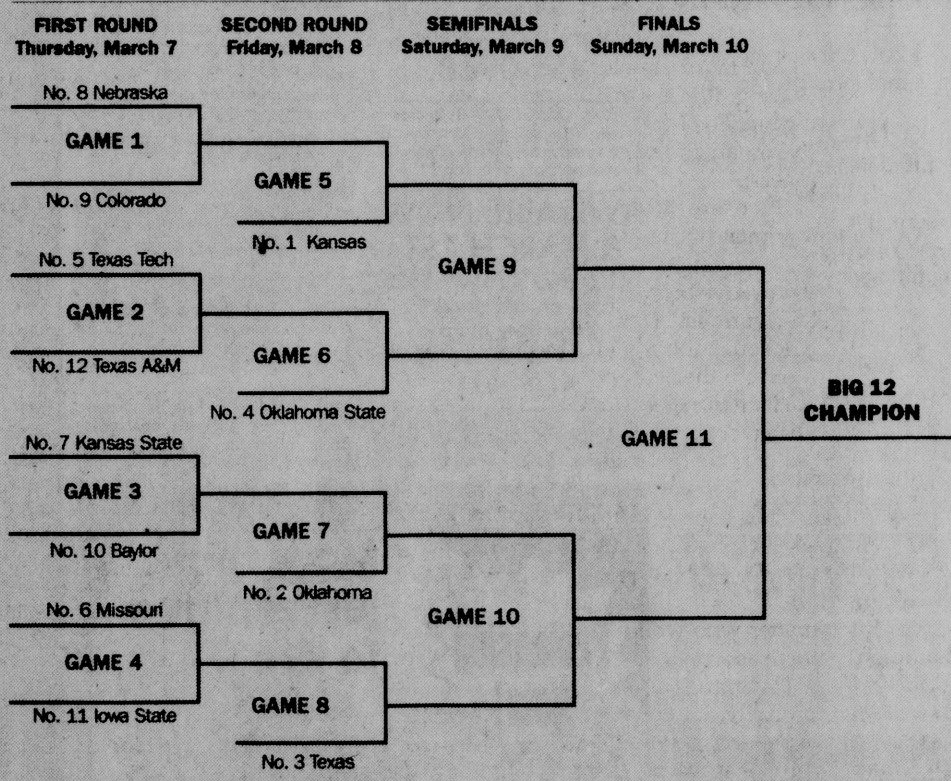 FIRST ROUND
Thursday, March 7
SECOND ROUND
Friday, March 8
SEMIFINALS
Saturday, March 9
FINALS
Sunday, March 10
No. 8 Nebraska
GAME 1
No. 9 Colorado
GAME 5
No. 1 Kansas
No. 5 Texas Tech
GAME 2
No. 12 Texas A&M
GAME 6
No. 4 Oklahoma State
GAME 9
No. 7 Kansas State
GAME 3
No. 10 Baylor
GAME 7
No. 2 Oklahoma
No. 6 Missouri
GAME 4
No. 11 Iowa State
GAME 8
No. 3 Texas
GAME 10
GAME 11
BIG 12
CHAMPION